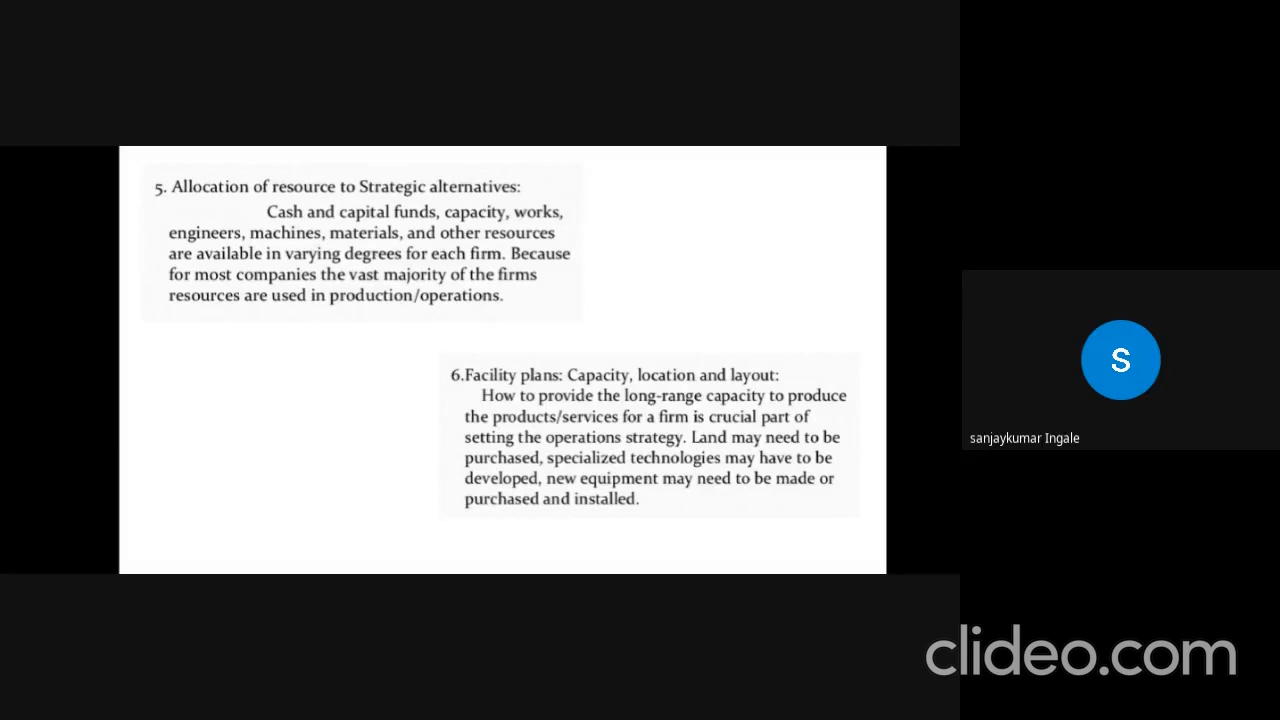 5. Allocation of resource to Strategic alternatives:
Cash and capital funds, capacity, works,
engineers, machines, materials, and other resources
are available in varying degrees for each firm. Because
for most companies the vast majority of the firms
resources are used in production/operations.
6.Facility plans: Capacity, location and layout:
How to provide the long-range capacity to produce
the products/services for a firm is crucial part of
setting the operations strategy. Land may need to be
purchased, specialized technologies may have to be
developed, new equipment may need to be made or
purchased and installed.
S
sanjaykumar Ingale
clideo.com